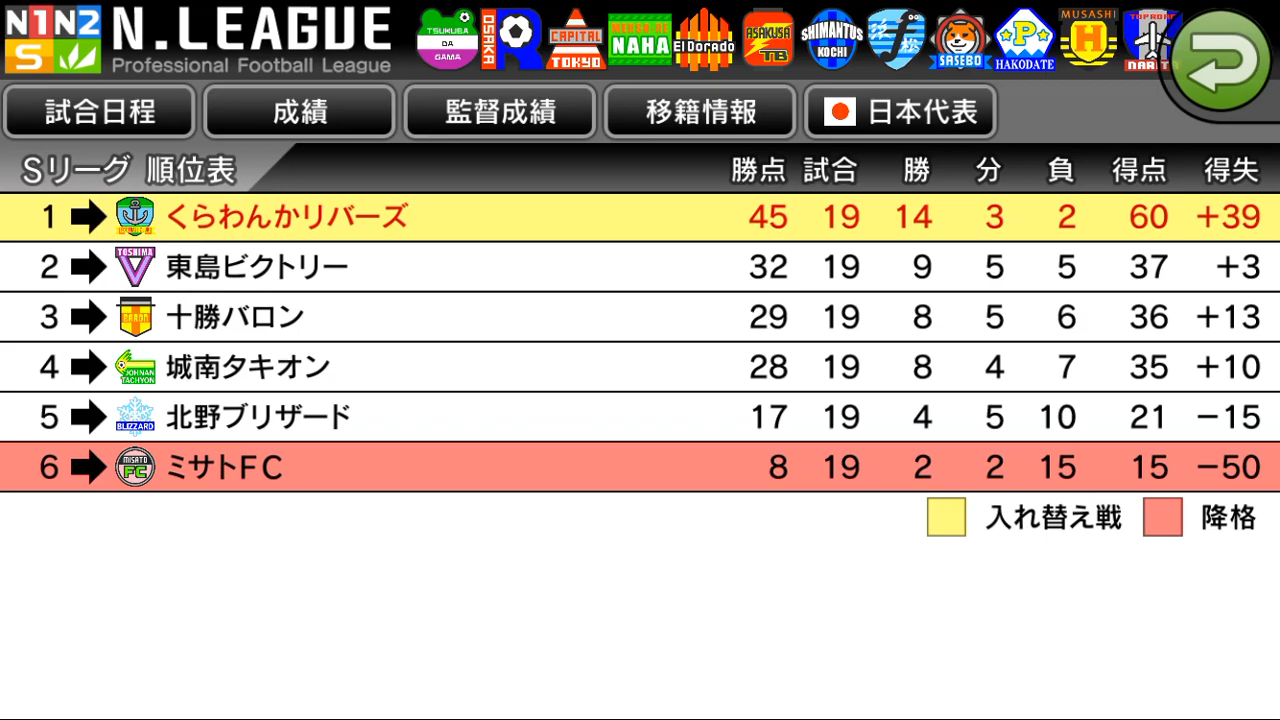 N1 N2 S N.LEAGUE
Professional Football League
TSUKUBA DA GAMA
OSAKA R
CAPITAL TOKYO
NAHA
El Dorado
ASAKUSA TB
SHIMANTUS KOCHI
SASEBO
P HAKODATE
MUSASHI H
NARITA
試合日程 成績 監督成績 移籍情報 日本代表
Sリーグ 順位表 勝点 試合 勝 分 負 得点 得失
1 くらわんかリバーズ 45 19 14 3 2 60 +39
2 TOSHIMA V 東島ビクトリー 32 19 9 5 5 37 +3
3 BARON 十勝バロン 29 19 8 5 6 36 +13
4 JOHNAN TACHYON 城南タキオン 28 19 8 4 7 35 +10
5 BLIZZARD 北野ブリザード 17 19 4 5 10 21 −15
6 MISATO FC ミサトFC 8 19 2 2 15 15 −50
入れ替え戦 降格